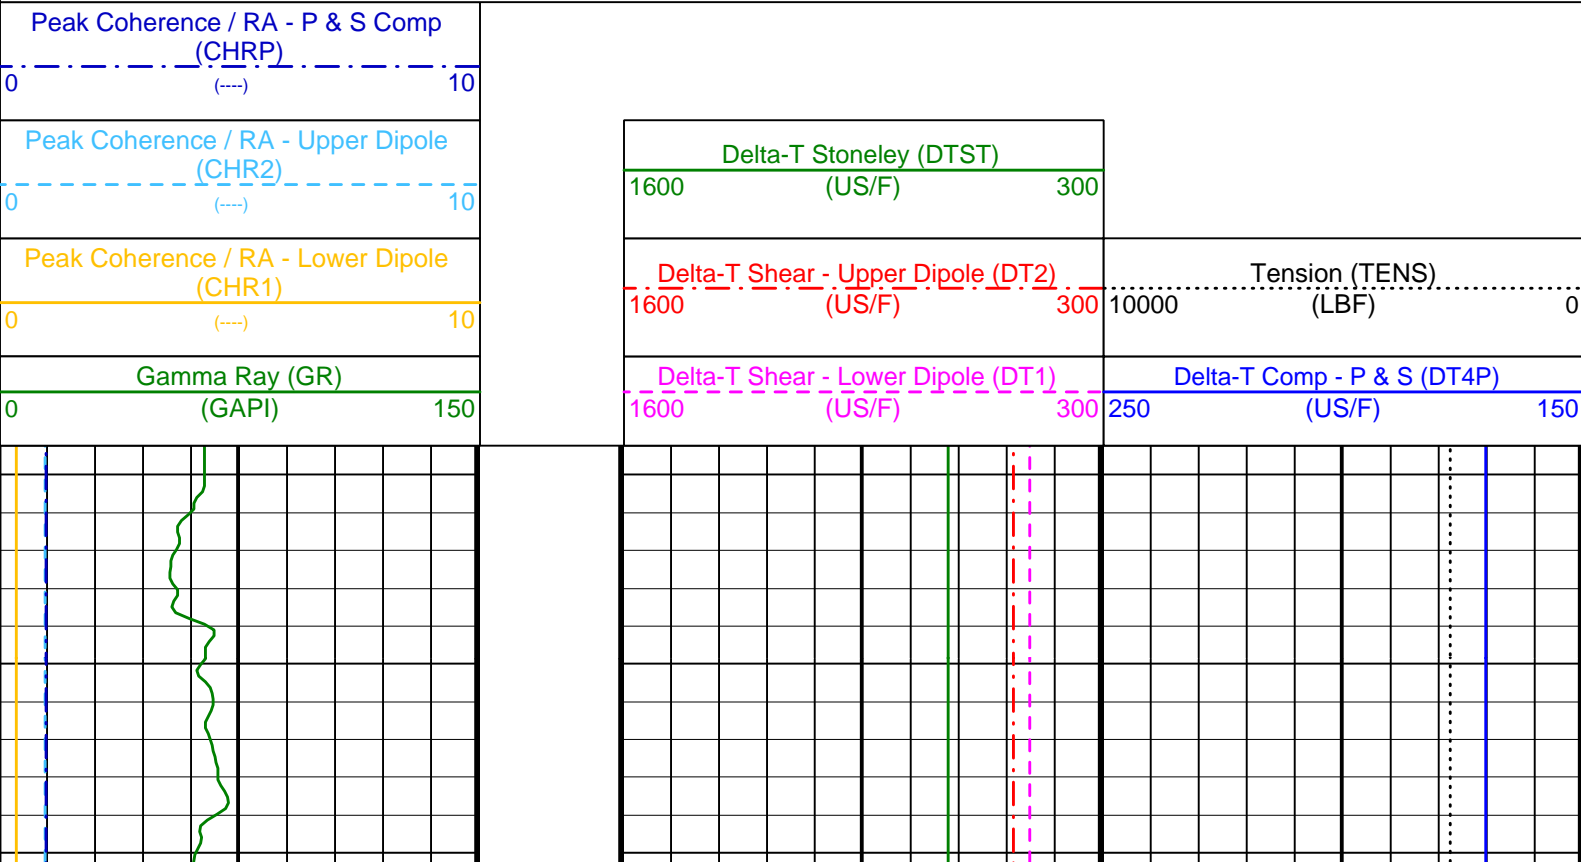 Peak Coherence / RA - P & S Comp
(CHRP)
0 (----) 10
Peak Coherence / RA - Upper Dipole
(CHR2)
0 (----) 10
Peak Coherence / RA - Lower Dipole
(CHR1)
0 (----) 10
Gamma Ray (GR)
0 (GAPI) 150
Delta-T Stoneley (DTST)
1600 (US/F) 300
Delta-T Shear - Upper Dipole (DT2)
1600 (US/F) 300
Delta-T Shear - Lower Dipole (DT1)
1600 (US/F) 300
Tension (TENS)
10000 (LBF) 0
Delta-T Comp - P & S (DT4P)
250 (US/F) 150